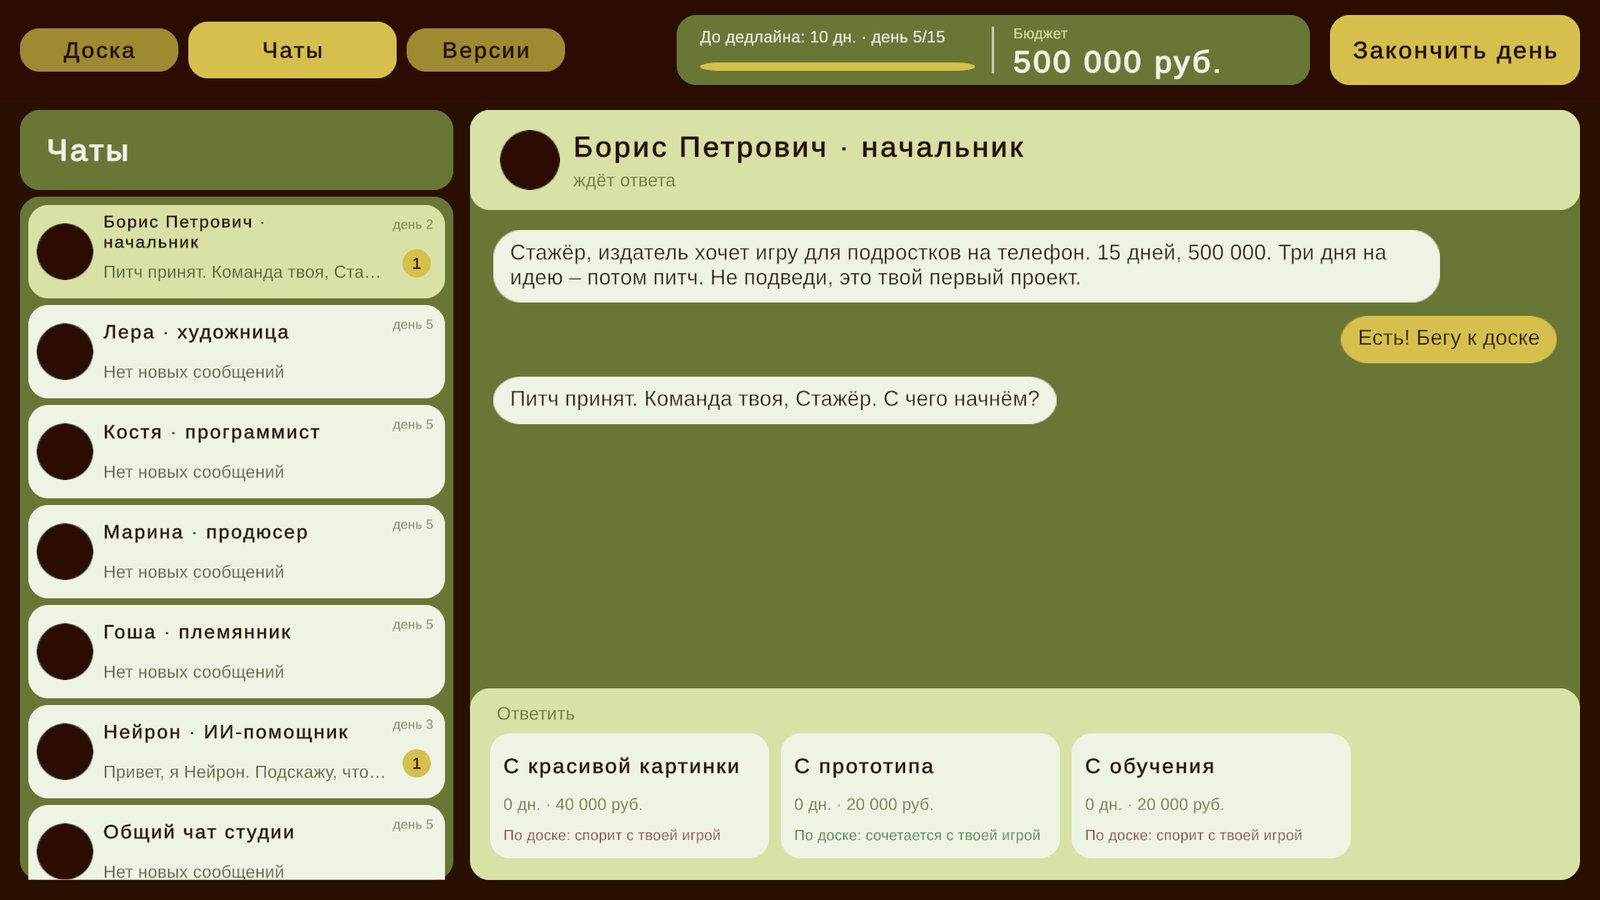 Доска
Чаты
Версии
До дедлайна: 10 дн. · день 5/15
Бюджет
500 000 руб.
Закончить день
Чаты
Борис Петрович ·
начальник
день 2
Питч принят. Команда твоя, Ста…
1
Лера · художница
день 5
Нет новых сообщений
Костя · программист
день 5
Нет новых сообщений
Марина · продюсер
день 5
Нет новых сообщений
Гоша · племянник
день 5
Нет новых сообщений
Нейрон · ИИ-помощник
день 3
Привет, я Нейрон. Подскажу, что…
1
Общий чат студии
день 5
Нет новых сообщений
Борис Петрович · начальник
ждёт ответа
Стажёр, издатель хочет игру для подростков на телефон. 15 дней, 500 000. Три дня на
идею – потом питч. Не подведи, это твой первый проект.
Есть! Бегу к доске
Питч принят. Команда твоя, Стажёр. С чего начнём?
Ответить
С красивой картинки
0 дн. · 40 000 руб.
По доске: спорит с твоей игрой
С прототипа
0 дн. · 20 000 руб.
По доске: сочетается с твоей игрой
С обучения
0 дн. · 20 000 руб.
По доске: спорит с твоей игрой